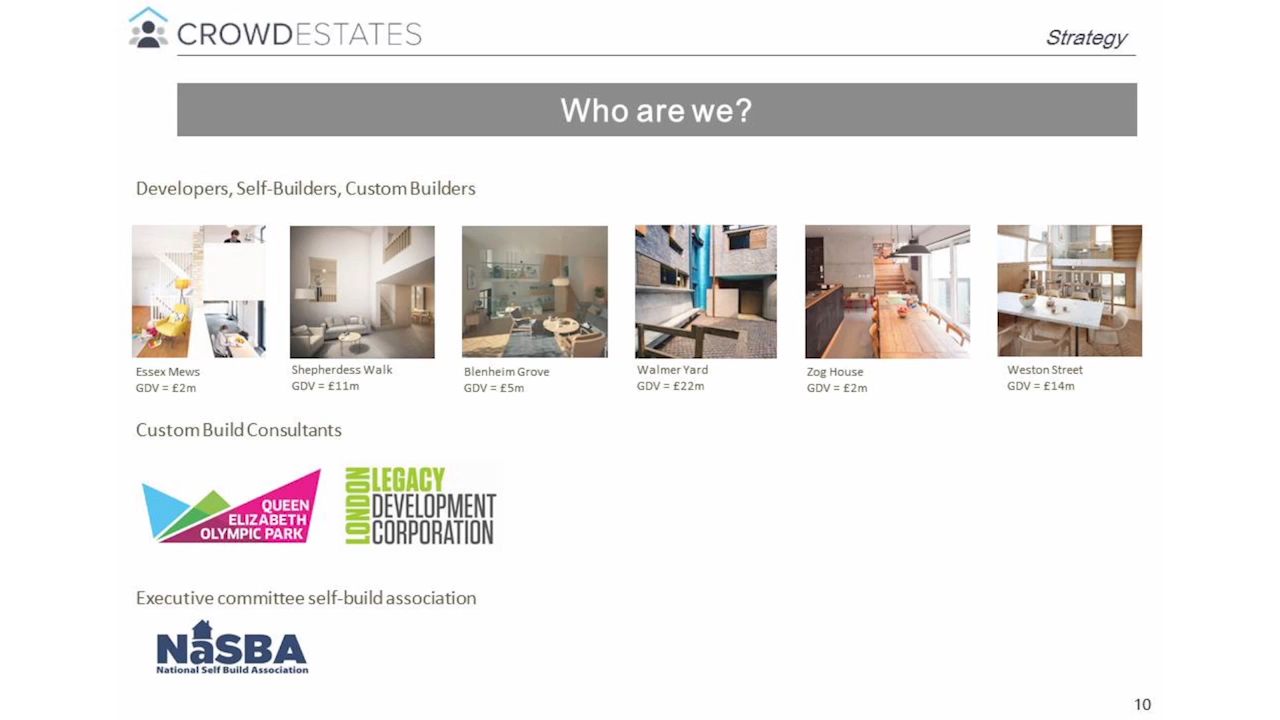 CROWDESTATES
Strategy
Who are we?
Developers, Self-Builders, Custom Builders
Essex Mews
GDV = £2m
Shepherdess Walk
GDV = £11m
Blenheim Grove
GDV = £5m
Walmer Yard
GDV = £22m
Zog House
GDV = £2m
Weston Street
GDV = £14m
Custom Build Consultants
QUEEN
ELIZABETH
OLYMPIC PARK
LONDON
LEGACY
DEVELOPMENT
CORPORATION
Executive committee self-build association
NaSBA
National Self Build Association
10